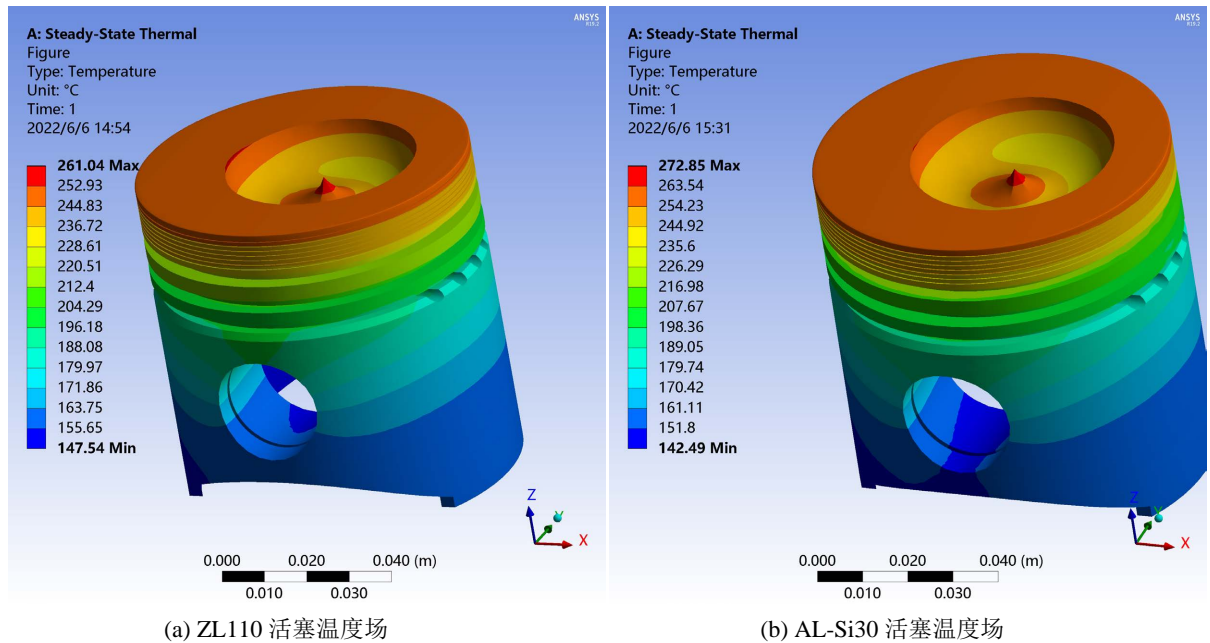 ANSYS
R19.2
A: Steady-State Thermal
Figure
Type: Temperature
Unit: °C
Time: 1
2022/6/6 14:54
261.04 Max
252.93
244.83
236.72
228.61
220.51
212.4
204.29
196.18
188.08
179.97
171.86
163.75
155.65
147.54 Min
Z
Y
X
0.000
0.020
0.040 (m)
0.010
0.030
(a) ZL110 活塞温度场
ANSYS
R19.2
A: Steady-State Thermal
Figure
Type: Temperature
Unit: °C
Time: 1
2022/6/6 15:31
272.85 Max
263.54
254.23
244.92
235.6
226.29
216.98
207.67
198.36
189.05
179.74
170.42
161.11
151.8
142.49 Min
Z
Y
X
0.000
0.020
0.040 (m)
0.010
0.030
(b) AL-Si30 活塞温度场